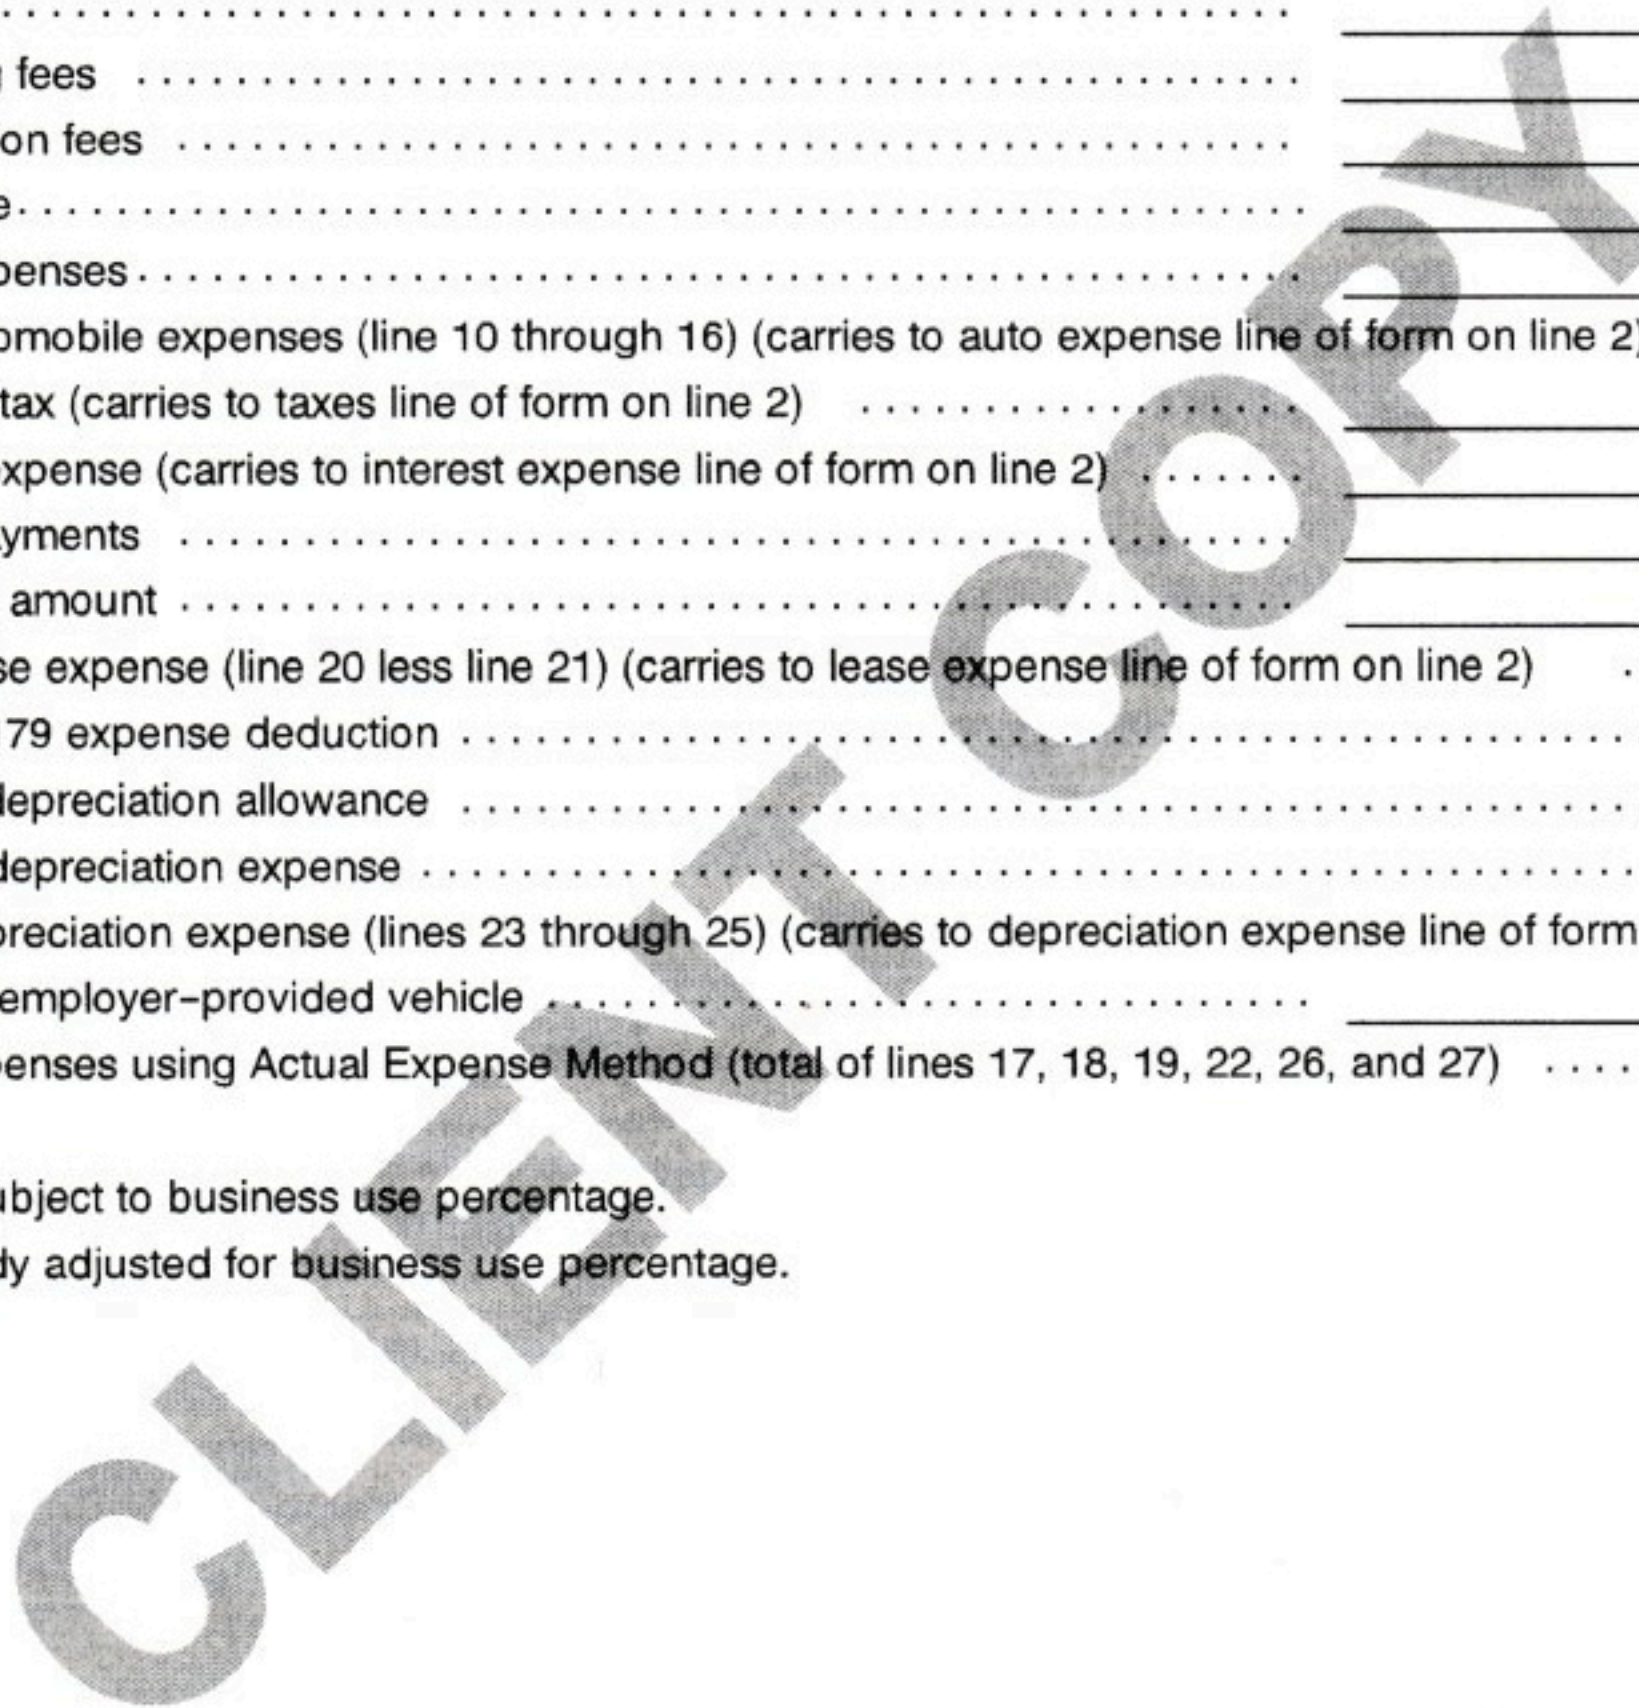 fees
on fees
e
penses
omobile expenses (line 10 through 16) (carries to auto expense line of form on line 2)
tax (carries to taxes line of form on line 2)
xpense (carries to interest expense line of form on line 2)
yments
amount
se expense (line 20 less line 21) (carries to lease expense line of form on line 2)
179 expense deduction
depreciation allowance
depreciation expense
preciation expense (lines 23 through 25) (carries to depreciation expense line of form
employer-provided vehicle
penses using Actual Expense Method (total of lines 17, 18, 19, 22, 26, and 27)
ubject to business use percentage.
dy adjusted for business use percentage.
CLIENT COPY